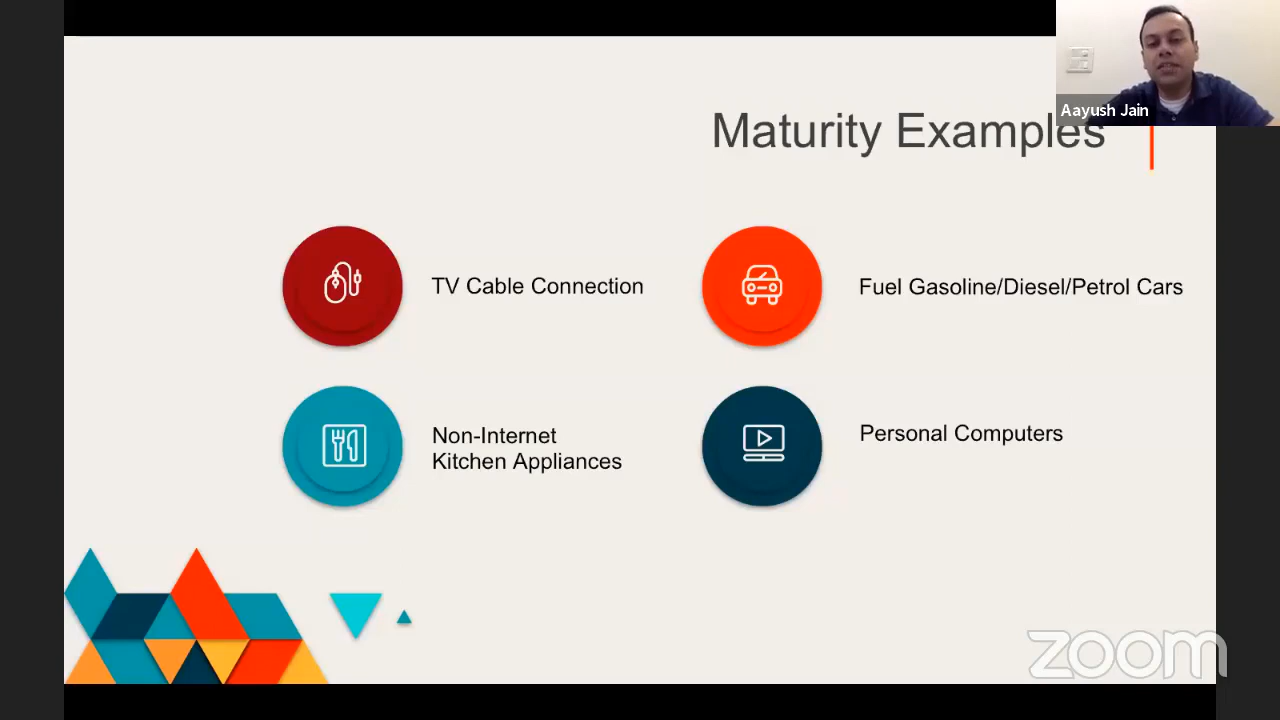 Aayush Jain
Maturity Examples
TV Cable Connection
Fuel Gasoline/Diesel/Petrol Cars
Non-Internet
Kitchen Appliances
Personal Computers
zoom